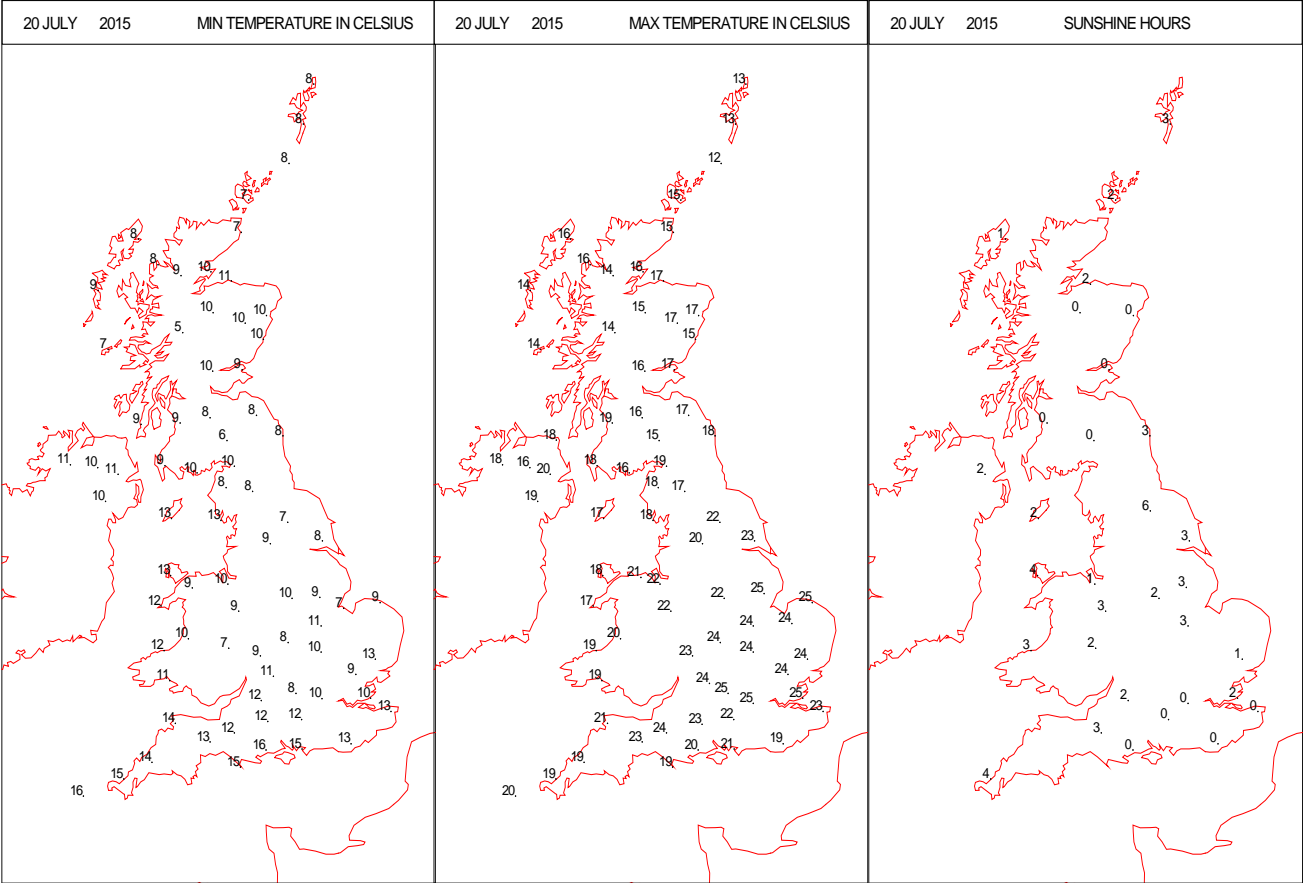 20 JULY 2015 MIN TEMPERATURE IN CELSIUS
8.
8.
8.
7.
7.
8.
8.
9. 10.
11.
9.
10. 10.
10.
5. 10.
7.
10. 9.
9. 9. 8. 8.
8.
6.
11. 10. 11. 9. 10. 10.
8. 8.
10.
13. 13. 7.
9. 8.
13. 9. 10.
12. 9. 10. 9. 7. 9.
11.
12. 10. 7. 9. 8. 10. 13.
11. 11. 9.
12. 8. 10. 10. 13.
14. 12. 12. 12.
13. 16. 15. 13.
14. 15.
15.
16.
20 JULY 2015 MAX TEMPERATURE IN CELSIUS
13.
13.
12.
15.
15.
16.
16. 14. 16. 17.
14.
15. 17. 17.
14. 15.
14.
16. 17.
19. 16. 17.
18. 15. 18.
18. 16. 20. 18. 16. 19.
19. 18. 17.
17. 18. 22.
20. 23.
18. 21. 22.
17. 22. 22. 25. 25.
24. 24.
19. 20. 23. 24. 24. 24.
19. 24. 24.
25. 25. 25. 23.
21. 23. 22.
23. 24. 20. 21. 19.
19. 19.
19.
20.
20 JULY 2015 SUNSHINE HOURS
3.
2.
1.
2.
0. 0.
0.
0. 0. 3.
2.
2. 6.
3.
4. 1. 2. 3.
3. 3.
3. 2. 1.
2. 0. 2. 0.
3. 0.
0. 0.
4.